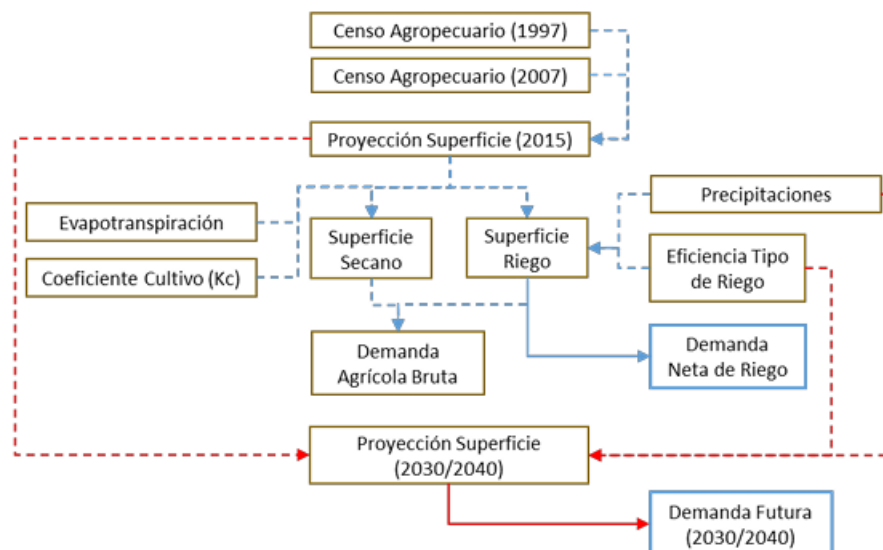 Censo Agropecuario (1997)
Censo Agropecuario (2007)
Proyección Superficie (2015)
Evapotranspiración
Coeficiente Cultivo (Kc)
Superficie
Secano
Superficie
Riego
Precipitaciones
Eficiencia Tipo
de Riego
Demanda
Agrícola Bruta
Demanda
Neta de Riego
Proyección Superficie
(2030/2040)
Demanda Futura
(2030/2040)